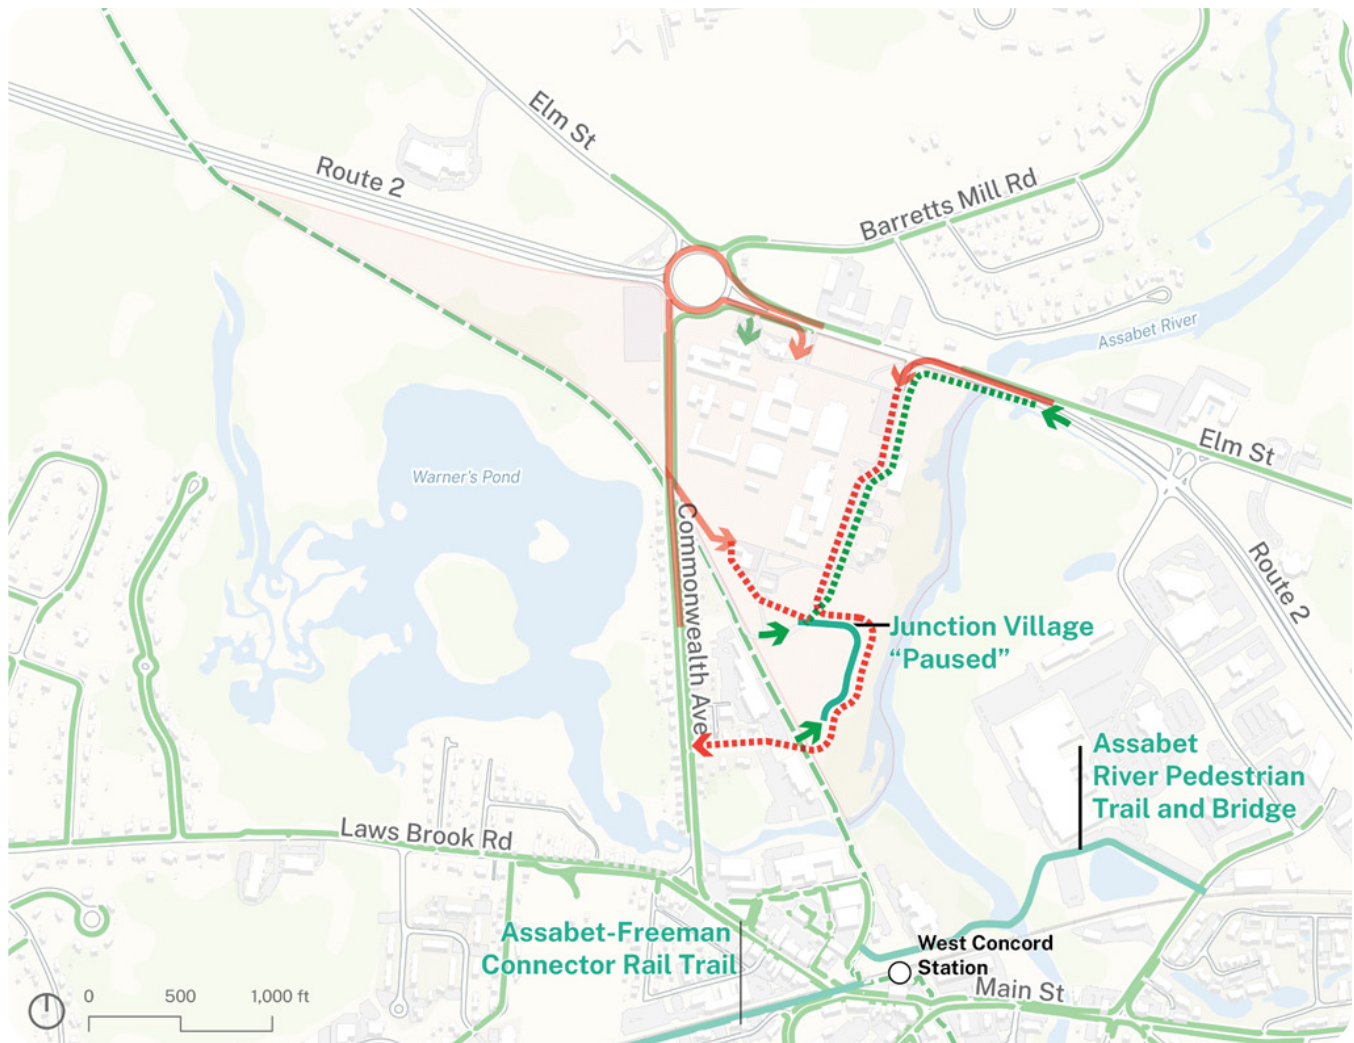 Elm St
Route 2
Barretts Mill Rd
Assabet River
Elm St
Warner's Pond
Commonwealth Ave
Route 2
Junction Village
“Paused”
Assabet
River Pedestrian
Trail and Bridge
Laws Brook Rd
Assabet-Freeman
Connector Rail Trail
West Concord
Station
Main St
0 500 1,000 ft